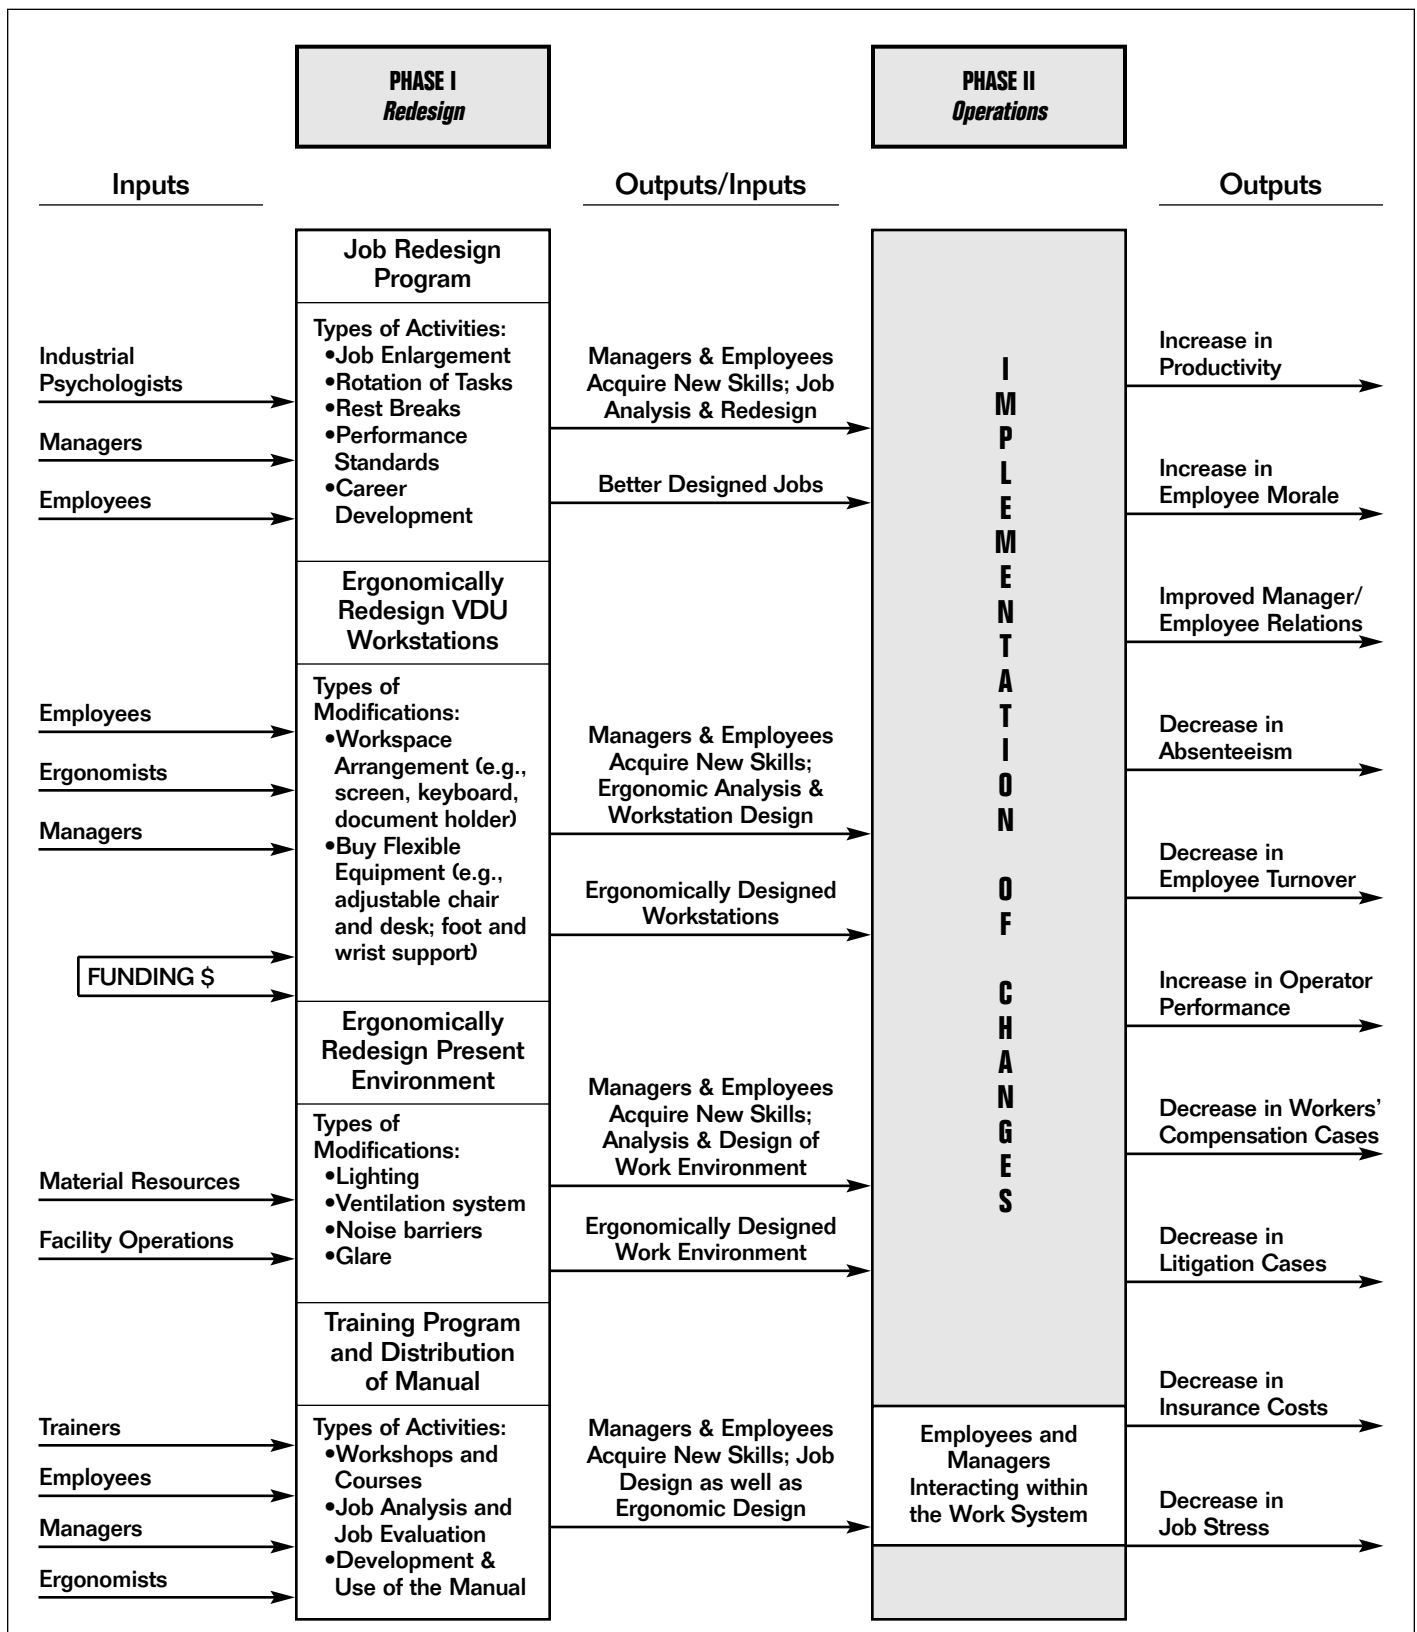 PHASE I
Redesign
PHASE II
Operations
Inputs
Outputs/Inputs
Outputs
Industrial
Psychologists
Managers
Employees
Employees
Ergonomists
Managers
FUNDING $
Material Resources
Facility Operations
Trainers
Employees
Managers
Ergonomists
Job Redesign
Program
Types of Activities:
•Job Enlargement
•Rotation of Tasks
•Rest Breaks
•Performance
Standards
•Career
Development
Ergonomically
Redesign VDU
Workstations
Types of
Modifications:
•Workspace
Arrangement (e.g.,
screen, keyboard,
document holder)
•Buy Flexible
Equipment (e.g.,
adjustable chair
and desk; foot and
wrist support)
Ergonomically
Redesign Present
Environment
Types of
Modifications:
•Lighting
•Ventilation system
•Noise barriers
•Glare
Training Program
and Distribution
of Manual
Types of Activities:
•Workshops and
Courses
•Job Analysis and
Job Evaluation
•Development &
Use of the Manual
Managers & Employees
Acquire New Skills; Job
Analysis & Redesign
Better Designed Jobs
Managers & Employees
Acquire New Skills;
Ergonomic Analysis &
Workstation Design
Ergonomically Designed
Workstations
Managers & Employees
Acquire New Skills;
Analysis & Design of
Work Environment
Ergonomically Designed
Work Environment
Managers & Employees
Acquire New Skills; Job
Design as well as
Ergonomic Design
IMPLEMENTATION OF CHANGES
Employees and
Managers
Interacting within
the Work System
Increase in
Productivity
Increase in
Employee Morale
Improved Manager/
Employee Relations
Decrease in
Absenteeism
Decrease in
Employee Turnover
Increase in Operator
Performance
Decrease in Workers’
Compensation Cases
Decrease in
Litigation Cases
Decrease in
Insurance Costs
Decrease in
Job Stress